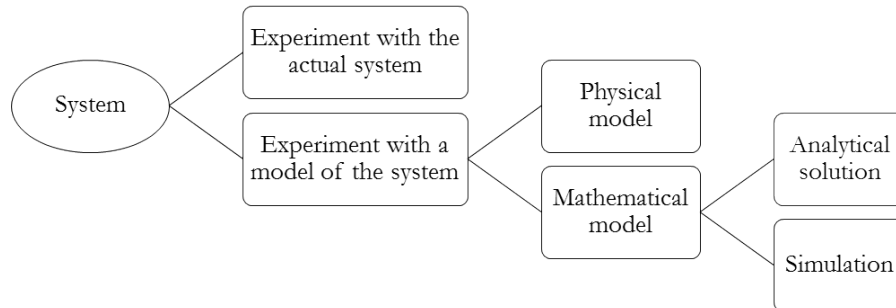 System
Experiment with the
actual system
Experiment with a
model of the system
Physical
model
Mathematical
model
Analytical
solution
Simulation